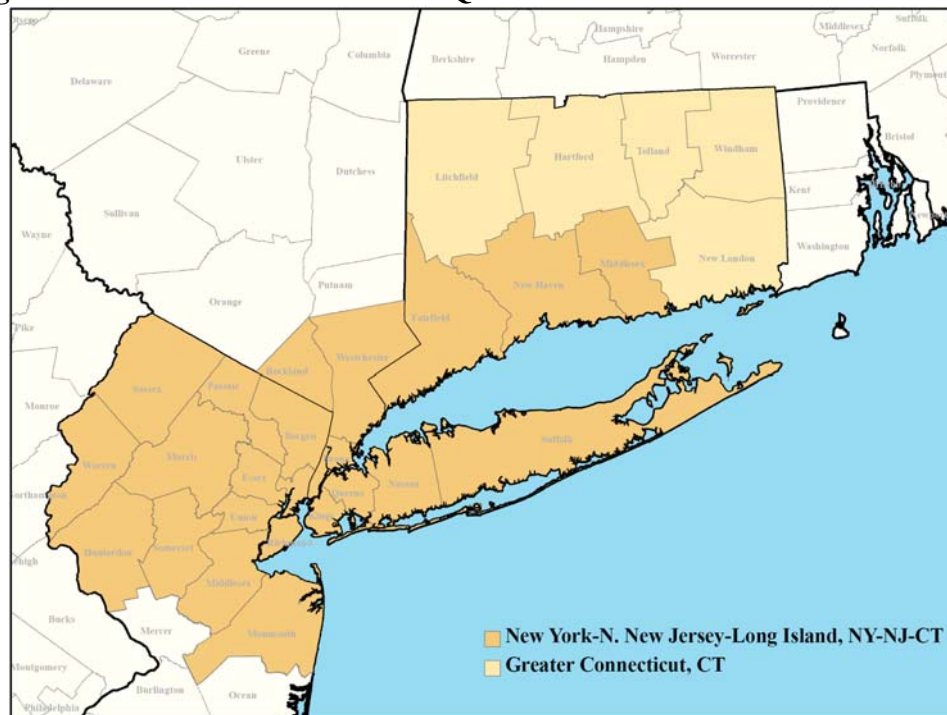 Q
Suffolk
Greene
Columbia
Hampshire
Middlesex
Norfolk
Berkshire
Hampden
Worcester
Plymouth
Delaware
Providence
Bristol
Ulster
Dutchess
Litchfield
Hartford
Tolland
Windham
Kent
Sullivan
Wayne
Washington
New London
Middlesex
New Haven
Orange
Putnam
Fairfield
Pike
Westchester
Rockland
Sussex
Passaic
Monroe
Bergen
Suffolk
Warren
Morris
Essex
Nassau
Queens
Northampton
Union
Kings
Richmond
Hunterdon
Somerset
Middlesex
Bucks
Mercer
Monmouth
New York-N. New Jersey-Long Island, NY-NJ-CT
Montgomery
Burlington
Ocean
Greater Connecticut, CT
Philadelphia